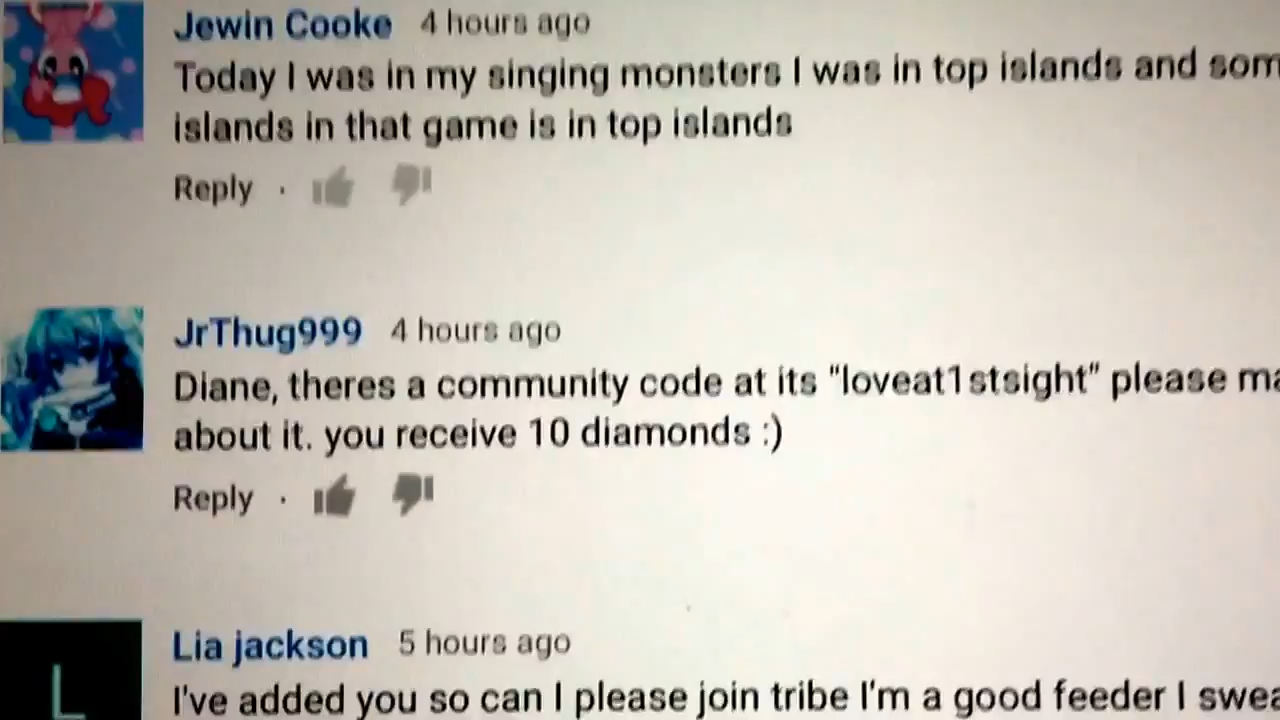 Jewin Cooke 4 hours ago
Today I was in my singing monsters I was in top islands and som
islands in that game is in top islands
Reply ·
JrThug999 4 hours ago
Diane, theres a community code at its "loveat1stsight" please ma
about it. you receive 10 diamonds :)
Reply ·
L
Lia jackson 5 hours ago
I've added you so can I please join tribe I'm a good feeder I swea